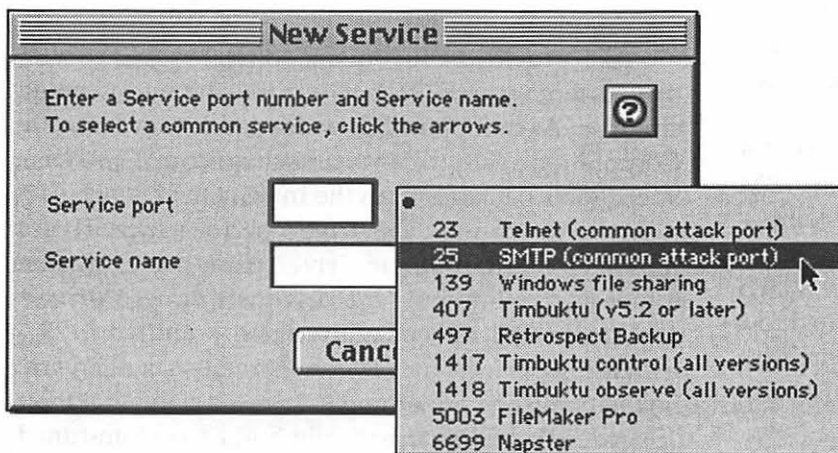 New Service
Enter a Service port number and Service name.
To select a common service, click the arrows.
?
Service port
Service name
23 Telnet (common attack port)
25 SMTP (common attack port)
139 Windows file sharing
407 Timbuktu (v5.2 or later)
497 Retrospect Backup
1417 Timbuktu control (all versions)
1418 Timbuktu observe (all versions)
5003 FileMaker Pro
6699 Napster
Cance